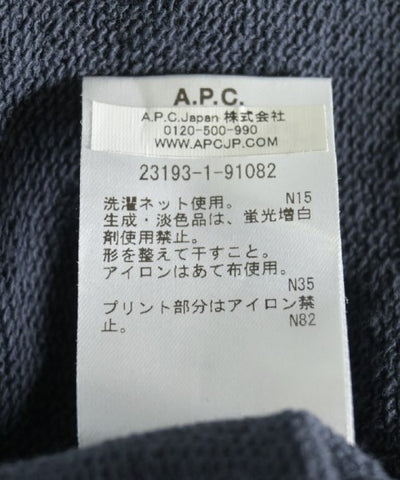 A.P.C.
A.P.C.Japan 株式会社
0120-500-990
WWW.APCJP.COM
23193-1-91082
洗濯ネット使用。 N15
生成・淡色品は、蛍光増白
剤使用禁止。
形を整えて干すこと。
アイロンはあて布使用。
N35
プリント部分はアイロン禁
止。 N82